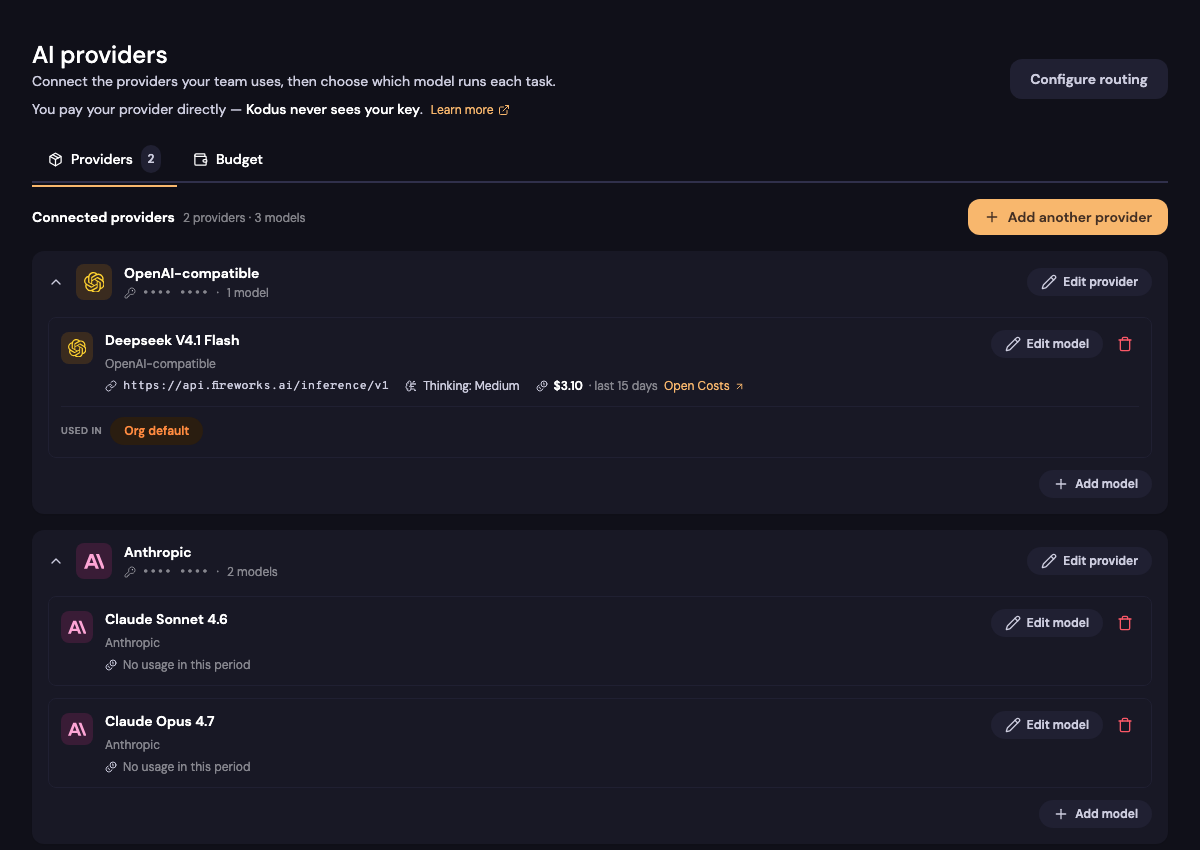 AI providers
Connect the providers your team uses, then choose which model runs each task.
You pay your provider directly — Kodus never sees your key. Learn more
Configure routing
Providers 2
Budget
Connected providers 2 providers · 3 models
Add another provider
OpenAI-compatible
•••• •••• · 1 model
Edit provider
Deepseek V4.1 Flash
OpenAI-compatible
https://api.fireworks.ai/inference/v1 Thinking: Medium $3.10 · last 15 days Open Costs
Edit model
USED IN Org default
Add model
Anthropic
•••• •••• · 2 models
Edit provider
Claude Sonnet 4.6
Anthropic
No usage in this period
Edit model
Claude Opus 4.7
Anthropic
No usage in this period
Edit model
Add model